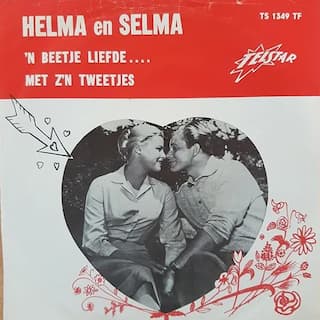 TS 1349 TF
HELMA en SELMA
'N BEETJE LIEFDE....
MET Z'N TWEETJES
TELSTAR